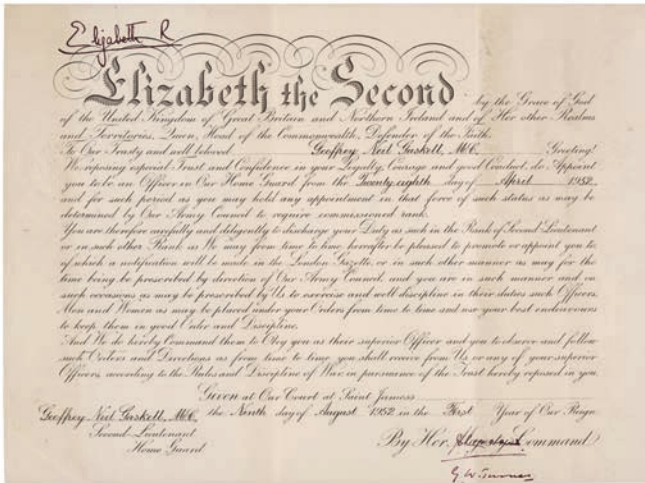 Elizabeth R
Elizabeth the Second by the Grace of God
of the United Kingdom of Great Britain and Northern Ireland and of Her other Realms
and Territories, Queen, Head of the Commonwealth, Defender of the Faith.
To Our Trusty and well beloved Geoffrey Neil Gaskell, M.C. Greeting!
We, reposing especial Trust and Confidence in your Loyalty, Courage and good Conduct, do Appoint
you to be an Officer in Our Home Guard from the Twenty eighth day of April 1952
and for such period as you may hold any appointment in that force of such status as may be
determined by Our Army Council to require commissioned rank.
You are therefore carefully and diligently to discharge your Duty as such in the Rank of Second Lieutenant
or in such other Rank as We may from time to time hereafter be pleased to promote or appoint you to,
of which a notification will be made in the London Gazette, or in such other manner as may for the
time being be prescribed by direction of Our Army Council, and you are in such manner and on
such occasions as may be prescribed by Us to exercise and well discipline in their duties such Officers,
Men and Women as may be placed under your Orders from time to time and use your best endeavours
to keep them in good Order and Discipline.
And We do hereby Command them to Obey you as their superior Officer and you to observe and follow
such Orders and Directions as from time to time you shall receive from Us, or any of your superior
Officers, according to the Rules and Discipline of War, in pursuance of the Trust hereby reposed in you.
Given at Our Court at Saint James's
Geoffrey Neil Gaskell, M.C. the Ninth day of August 1952 in the First Year of Our Reign
Second-Lieutenant
Home Guard
By Her Majesty's Command
G. W. Turner